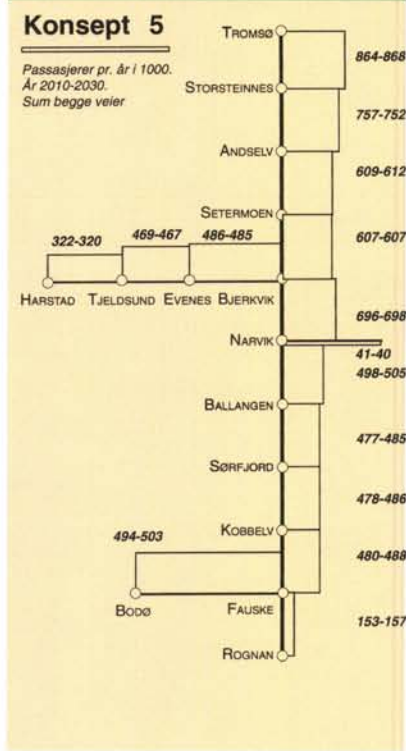 Konsept 5
Passasjerer pr. år i 1000.
År 2010-2030.
Sum begge veier
TROMSØ
864-868
STORSTEINNES
757-752
ANDSELV
609-612
SETERMOEN
607-607
322-320
469-467
486-485
HARSTAD
TJELDSUND
EVENES
BJERKVIK
696-698
NARVIK
41-40
498-505
BALLANGEN
477-485
SØRFJORD
478-486
KOBBELV
494-503
480-488
BODØ
FAUSKE
153-157
ROGNAN